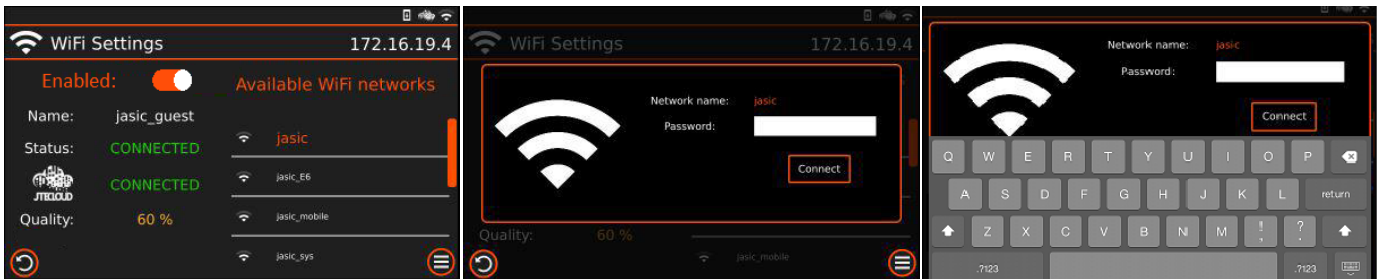 WiFi Settings 172.16.19.4
Enabled:
Available WiFi networks
Name: jasic_guest
jasic
Status: CONNECTED
jasic_E6
JTECLOUD CONNECTED
jasic_mobile
Quality: 60 %
jasic_sys
WiFi Settings 172.16.19.4
Network name: jasic
Password:
Connect
Quality: 60 %
jasic_mobile
Network name: jasic
Password:
Connect
Q W E R T Y U I O P
A S D F G H J K L return
Z X C V B N M ! , ? .
.?123 .?123